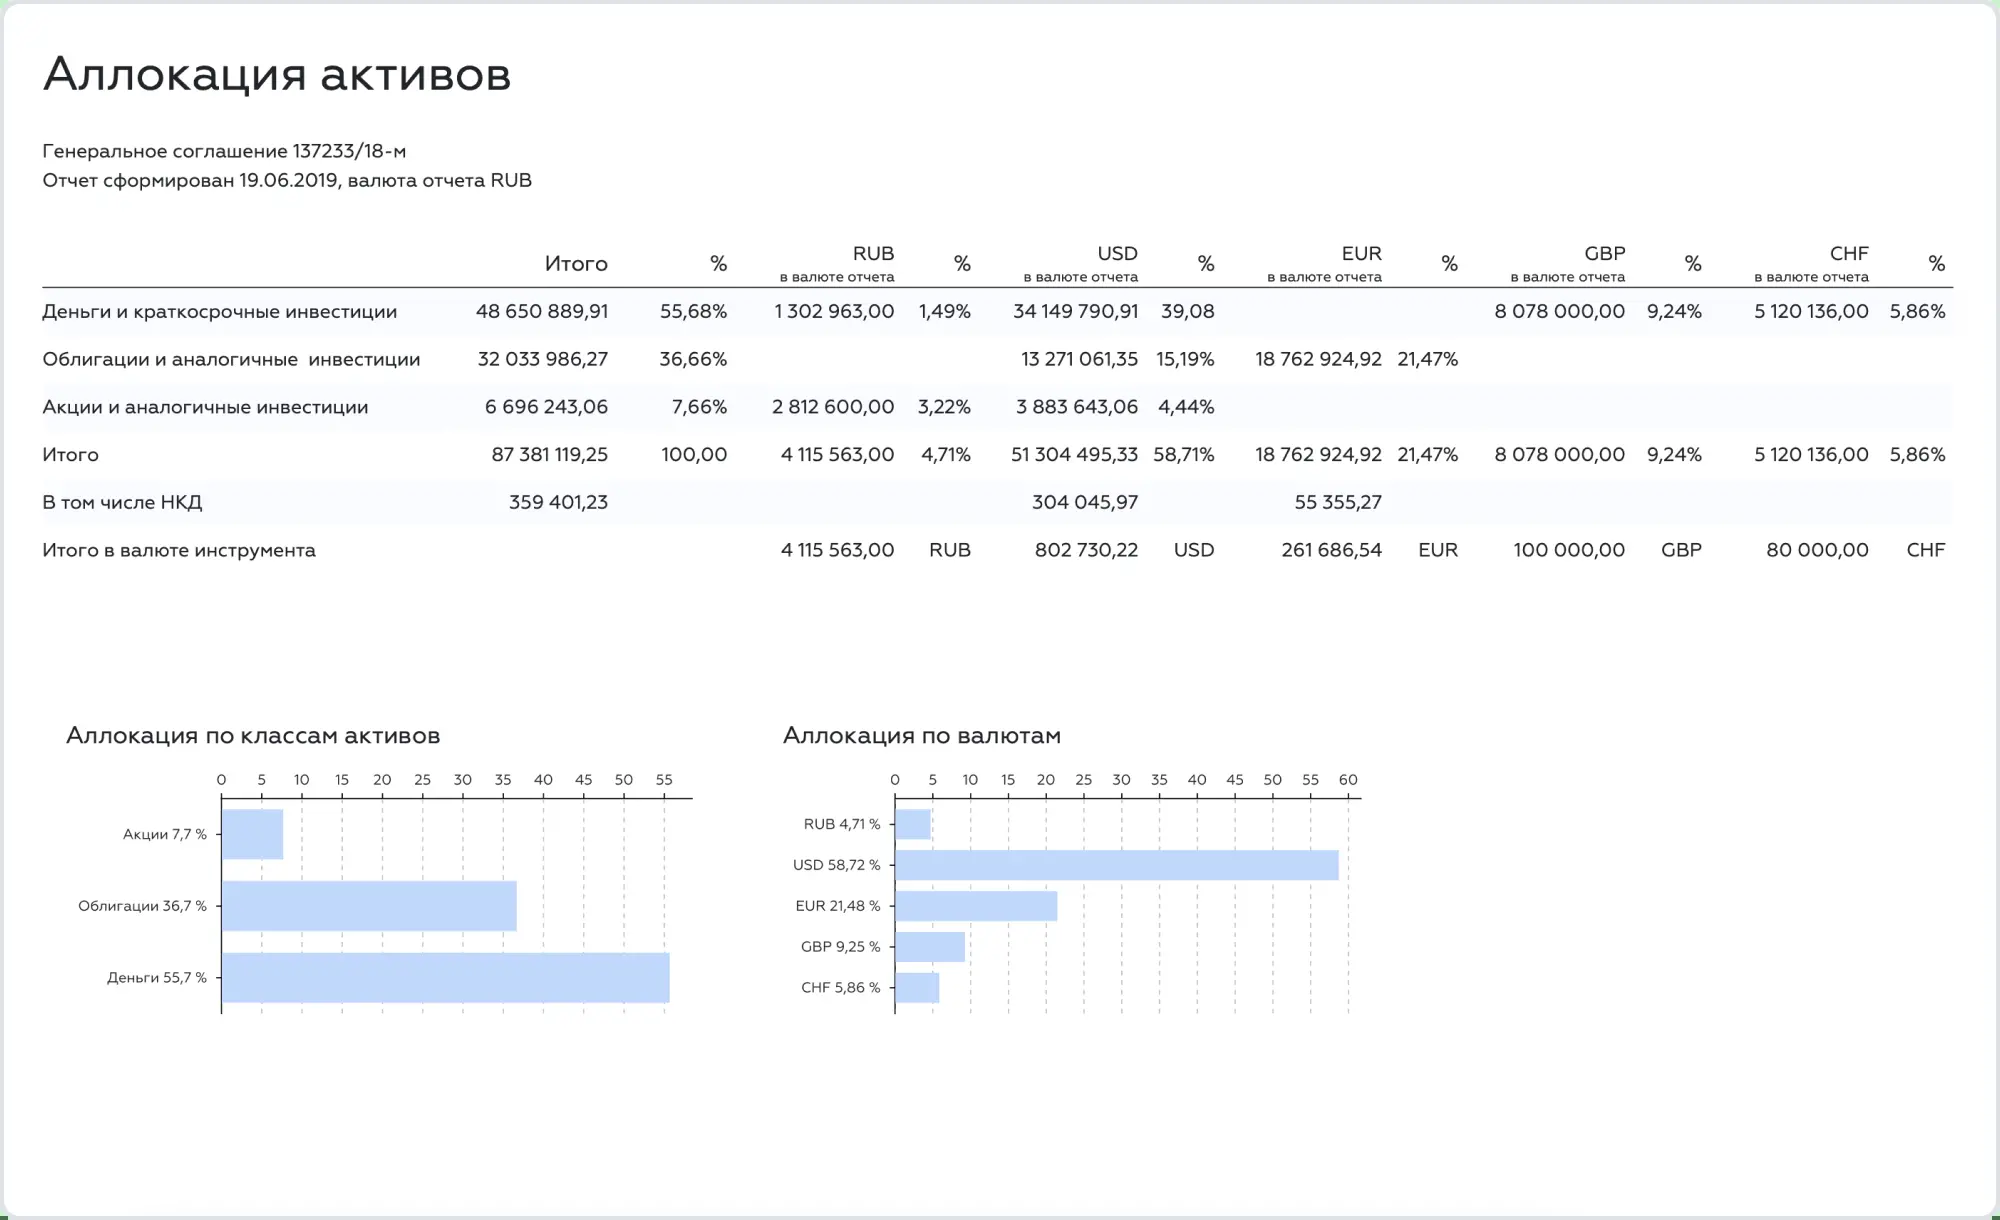 Аллокация активов
Генеральное соглашение 137233/18-м
Отчет сформирован 19.06.2019, валюта отчета RUB
Итого % RUB в валюте отчета % USD в валюте отчета % EUR в валюте отчета % GBP в валюте отчета % CHF в валюте отчета %
Деньги и краткосрочные инвестиции 48 650 889,91 55,68% 1 302 963,00 1,49% 34 149 790,91 39,08 8 078 000,00 9,24% 5 120 136,00 5,86%
Облигации и аналогичные инвестиции 32 033 986,27 36,66% 13 271 061,35 15,19% 18 762 924,92 21,47%
Акции и аналогичные инвестиции 6 696 243,06 7,66% 2 812 600,00 3,22% 3 883 643,06 4,44%
Итого 87 381 119,25 100,00 4 115 563,00 4,71% 51 304 495,33 58,71% 18 762 924,92 21,47% 8 078 000,00 9,24% 5 120 136,00 5,86%
В том числе НКД 359 401,23 304 045,97 55 355,27
Итого в валюте инструмента 4 115 563,00 RUB 802 730,22 USD 261 686,54 EUR 100 000,00 GBP 80 000,00 CHF
Аллокация по классам активов
0 5 10 15 20 25 30 35 40 45 50 55
Акции 7,7 %
Облигации 36,7 %
Деньги 55,7 %
Аллокация по валютам
0 5 10 15 20 25 30 35 40 45 50 55 60
RUB 4,71 %
USD 58,72 %
EUR 21,48 %
GBP 9,25 %
CHF 5,86 %